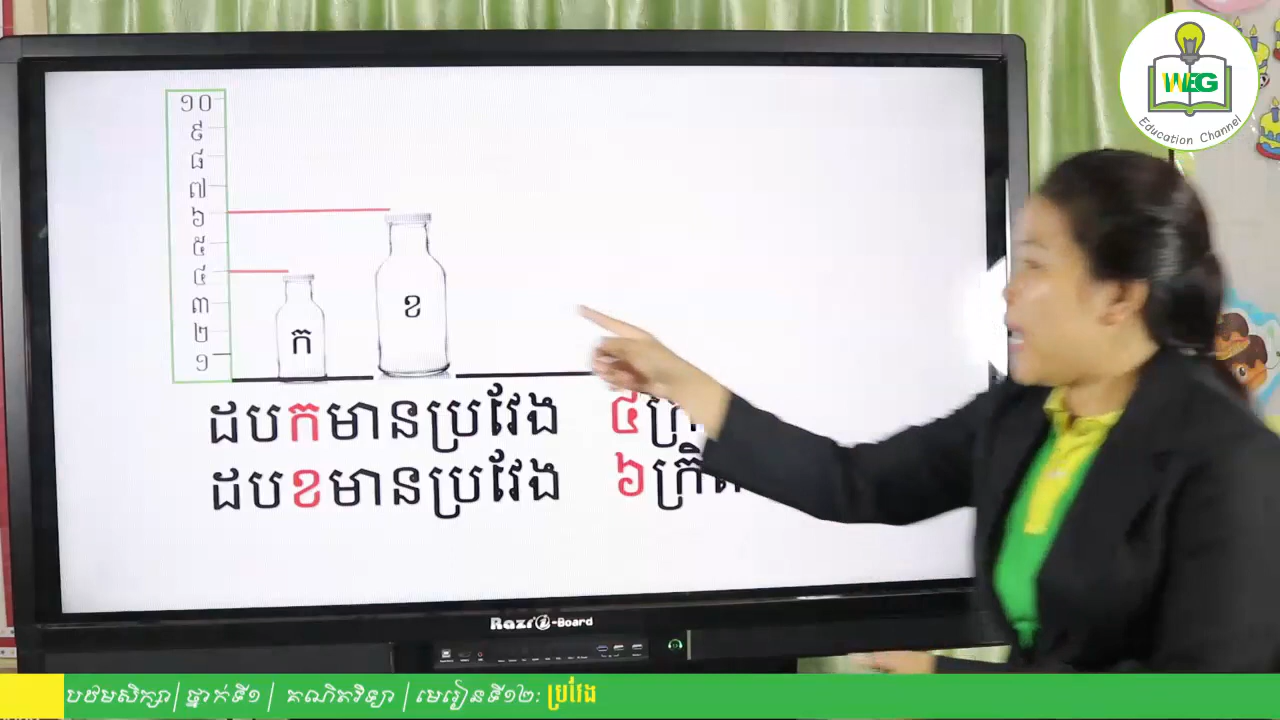 ១០
៩
៨
៧
៦
៥
៤
៣
២
១
ក
ខ
ដបកមានប្រវែង ៤
ដបខមានប្រវែង ៦
WEG
Education Channel
Razr i-Board
បឋមសិក្សា| ថ្នាក់ទី១ | គណិតវិទ្យា | មេរៀនទី១២: ប្រវែង